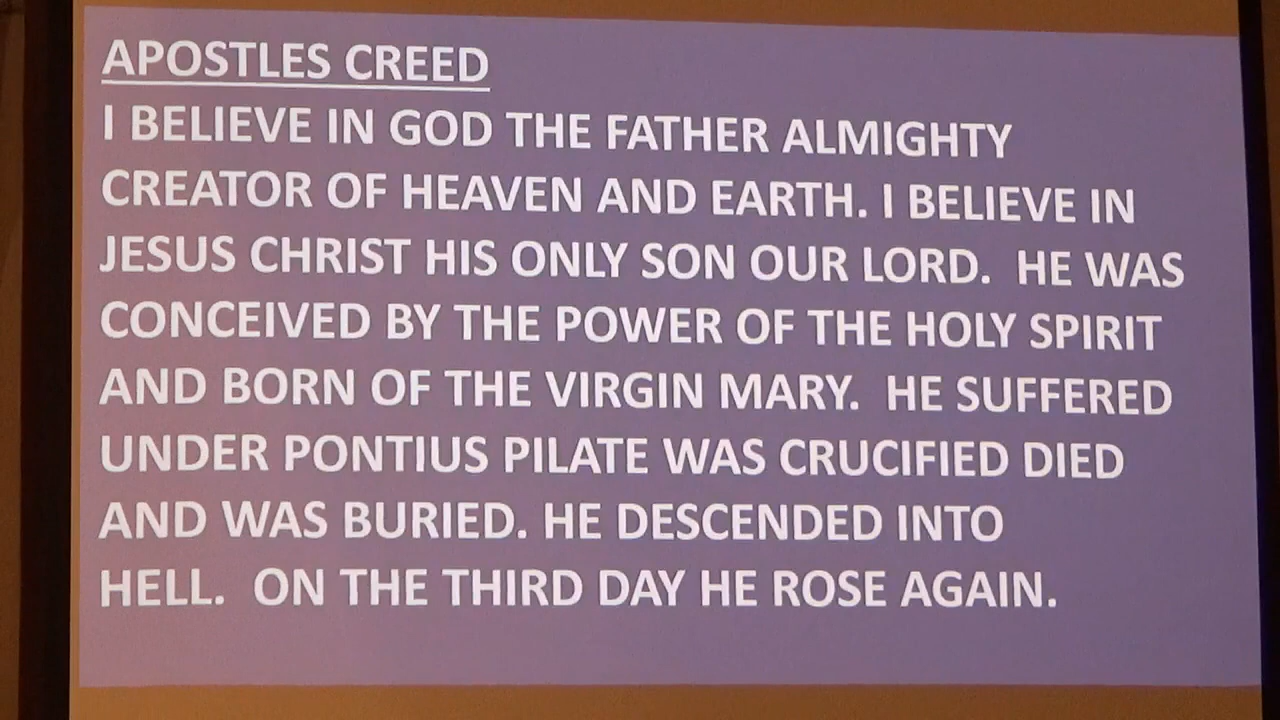 APOSTLES CREED
I BELIEVE IN GOD THE FATHER ALMIGHTY
CREATOR OF HEAVEN AND EARTH. I BELIEVE IN
JESUS CHRIST HIS ONLY SON OUR LORD.  HE WAS
CONCEIVED BY THE POWER OF THE HOLY SPIRIT
AND BORN OF THE VIRGIN MARY.  HE SUFFERED
UNDER PONTIUS PILATE WAS CRUCIFIED DIED
AND WAS BURIED. HE DESCENDED INTO
HELL.  ON THE THIRD DAY HE ROSE AGAIN.